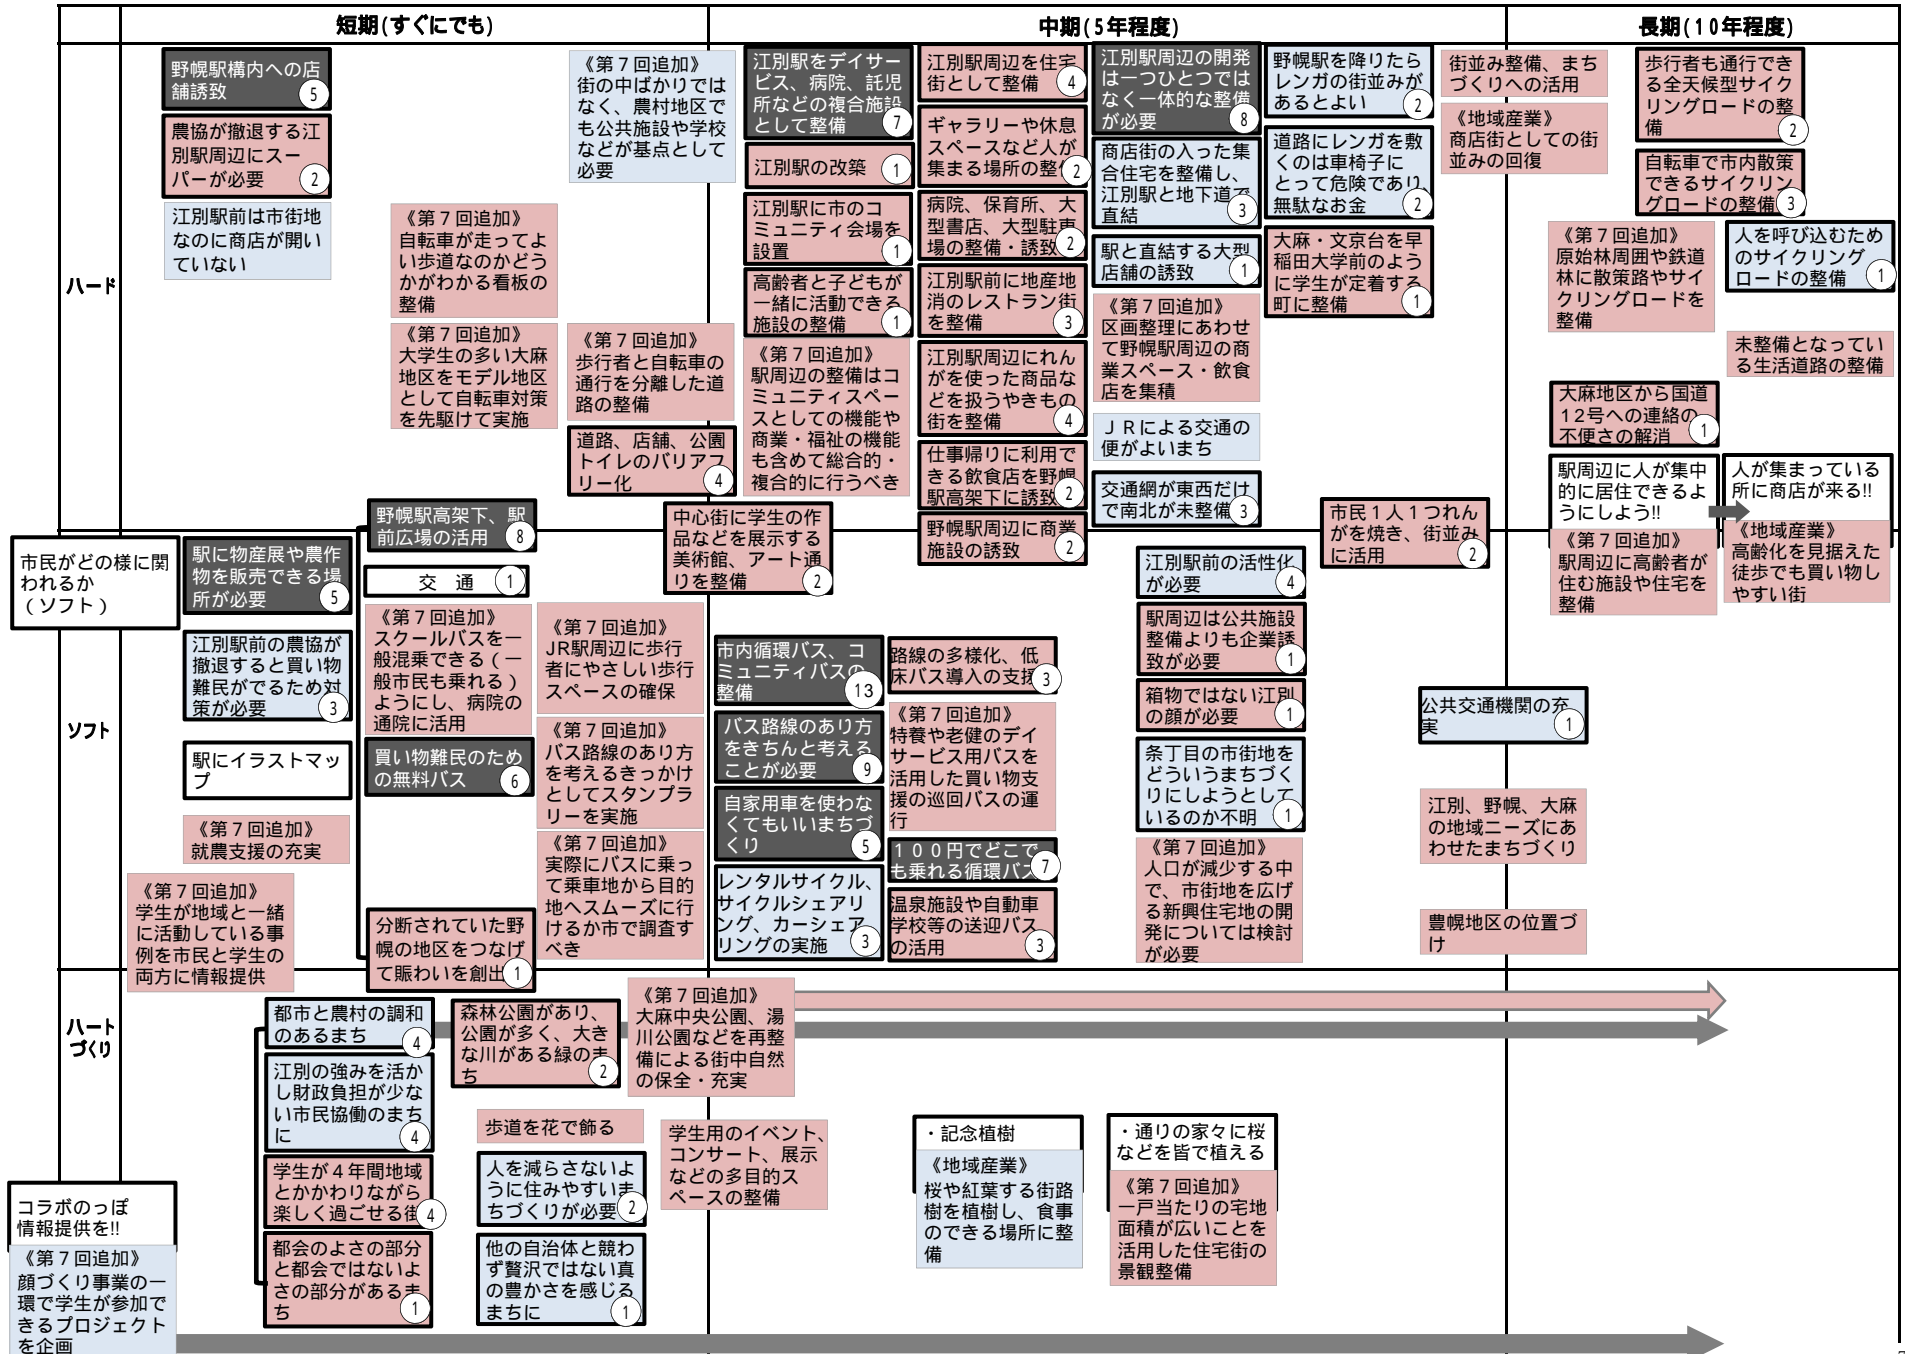 短期(すぐにでも)
中期(5年程度)
長期(10年程度)
ハード
野幌駅構内への店
舗誘致
5
農協が撤退する江
別駅周辺にスー
パーが必要
2
江別駅前は市街地
なのに商店が開い
ていない
《第7回追加》
自転車が走ってよ
い歩道なのかどう
かがわかる看板の
整備
《第7回追加》
大学生の多い大麻
地区をモデル地区
として自転車対策
を先駆けて実施
《第7回追加》
街の中ばかりでは
なく、農村地区で
も公共施設や学校
などが基点として
必要
《第7回追加》
歩行者と自転車の
通行を分離した道
路の整備
道路、店舗、公園
トイレのバリアフ
リー化
4
江別駅をデイサー
ビス、病院、託児
所などの複合施設
として整備
7
江別駅の改築
1
江別駅に市のコ
ミュニティ会場を
設置
1
高齢者と子どもが
一緒に活動できる
施設の整備
1
《第7回追加》
駅周辺の整備はコ
ミュニティスペー
スとしての機能や
商業・福祉の機能
も含めて総合的・
複合的に行うべき
江別駅周辺を住宅
街として整備
4
ギャラリーや休息
スペースなど人が
集まる場所の整備
2
病院、保育所、大
型書店、大型駐車
場の整備・誘致
2
江別駅前に地産地
消のレストラン街
を整備
3
江別駅周辺にれん
がを使った商品な
どを扱うやきもの
街を整備
4
仕事帰りに利用で
きる飲食店を野幌
駅高架下に誘致
2
野幌駅周辺に商業
施設の誘致
2
江別駅周辺の開発
は一つひとつでは
なく一体的な整備
が必要
8
商店街の入った集
合住宅を整備し、
江別駅と地下道で
直結
3
駅と直結する大型
店舗の誘致
1
《第7回追加》
区画整理にあわせ
て野幌駅周辺の商
業スペース・飲食
店を集積
JRによる交通の
便がよいまち
交通網が東西だけ
で南北が未整備
3
野幌駅を降りたら
レンガの街並みが
あるとよい
2
道路にレンガを敷
くのは車椅子に
とって危険であり
無駄なお金
2
大麻・文京台を早
稲田大学前のよう
に学生が定着する
町に整備
1
街並み整備、まち
づくりへの活用
《地域産業》
商店街としての街
並みの回復
歩行者も通行でき
る全天候型サイク
リングロードの整
備
2
自転車で市内散策
できるサイクリン
グロードの整備
3
《第7回追加》
原始林周囲や鉄道
林に散策路やサイ
クリングロードを
整備
人を呼び込むため
のサイクリング
ロードの整備
1
未整備となってい
る生活道路の整備
大麻地区から国道
12号への連絡の
不便さの解消
1
駅周辺に人が集中
的に居住できるよ
うにしよう!!
人が集まっている
所に商店が来る!!
《第7回追加》
駅周辺に高齢者が
住む施設や住宅を
整備
《地域産業》
高齢化を見据えた
徒歩でも買い物し
やすい街
市民1人1つれん
がを焼き、街並み
に活用
2
中心街に学生の作
品などを展示する
美術館、アート通
りを整備
2
野幌駅高架下、駅
前広場の活用
8
ソフト
市民がどの様に関
われるか
(ソフト)
駅に物産展や農作
物を販売できる場
所が必要
5
江別駅前の農協が
撤退すると買い物
難民がでるため対
策が必要
3
駅にイラストマッ
プ
《第7回追加》
就農支援の充実
《第7回追加》
学生が地域と一緒
に活動している事
例を市民と学生の
両方に情報提供
交 通
1
《第7回追加》
スクールバスを一
般混乗できる(一
般市民も乗れる)
ようにし、病院の
通院に活用
買い物難民のため
の無料バス
6
分断されていた野
幌の地区をつなげ
て賑わいを創出
1
《第7回追加》
JR駅周辺に歩行
者にやさしい歩行
スペースの確保
《第7回追加》
バス路線のあり方
を考えるきっかけ
としてスタンプラ
リーを実施
《第7回追加》
実際にバスに乗っ
て乗車地から目的
地へスムーズに行
けるか市で調査す
べき
市内循環バス、コ
ミュニティバスの
整備
13
バス路線のあり方
をきちんと考える
ことが必要
9
自家用車を使わな
くてもいいまちづ
くり
5
レンタルサイクル、
サイクルシェアリ
ング、カーシェア
リングの実施
3
路線の多様化、低
床バス導入の支援
3
《第7回追加》
特養や老健のデイ
サービス用バスを
活用した買い物支
援の巡回バスの運
行
100円でどこで
も乗れる循環バス
7
温泉施設や自動車
学校等の送迎バス
の活用
3
江別駅前の活性化
が必要
4
駅周辺は公共施設
整備よりも企業誘
致が必要
1
箱物ではない江別
の顔が必要
1
条丁目の市街地を
どういうまちづく
りにしようとして
いるのか不明
1
《第7回追加》
人口が減少する中
で、市街地を広げ
る新興住宅地の開
発については検討
が必要
公共交通機関の充
実
1
江別、野幌、大麻
の地域ニーズにあ
わせたまちづくり
豊幌地区の位置づ
け
ハート
づくり
都市と農村の調和
のあるまち
4
江別の強みを活か
し財政負担が少な
い市民協働のまち
に
4
学生が4年間地域
とかかわりながら
楽しく過ごせる街
4
都会のよさの部分
と都会ではないよ
さの部分があるま
ち
1
森林公園があり、
公園が多く、大き
な川がある緑のま
ち
2
歩道を花で飾る
人を減らさないよ
うに住みやすいま
ちづくりが必要
2
他の自治体と競わ
ず贅沢ではない真
の豊かさを感じる
まちに
1
《第7回追加》
大麻中央公園、湯
川公園などを再整
備による街中自然
の保全・充実
学生用のイベント、
コンサート、展示
などの多目的ス
ペースの整備
・記念植樹
《地域産業》
桜や紅葉する街路
樹を植樹し、食事
のできる場所に整
備
・通りの家々に桜
などを皆で植える
《第7回追加》
一戸当たりの宅地
面積が広いことを
活用した住宅街の
景観整備
コラボのっぽ
情報提供を!!
《第7回追加》
顔づくり事業の一
環で学生が参加で
きるプロジェクト
を企画